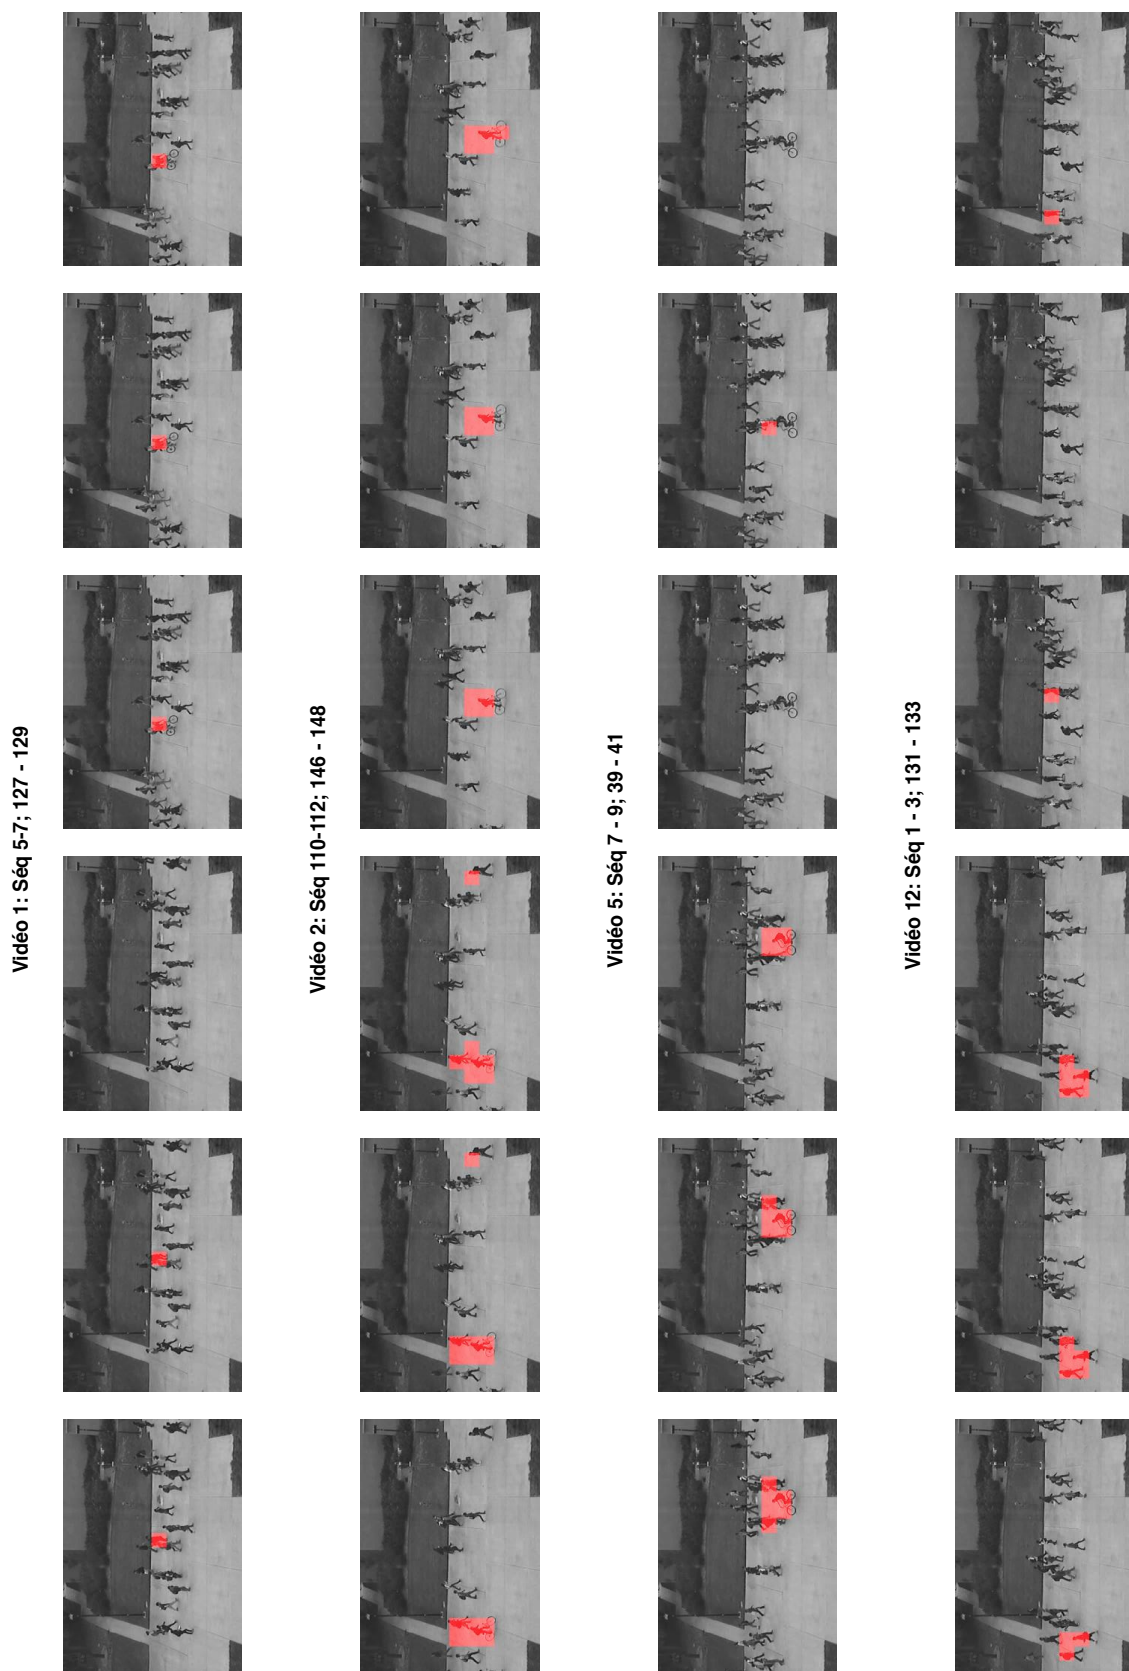 Vidéo 1: Séq 5-7; 127 - 129
Vidéo 2: Séq 110-112; 146 - 148
Vidéo 5: Séq 7 - 9; 39 - 41
Vidéo 12: Séq 1 - 3; 131 - 133